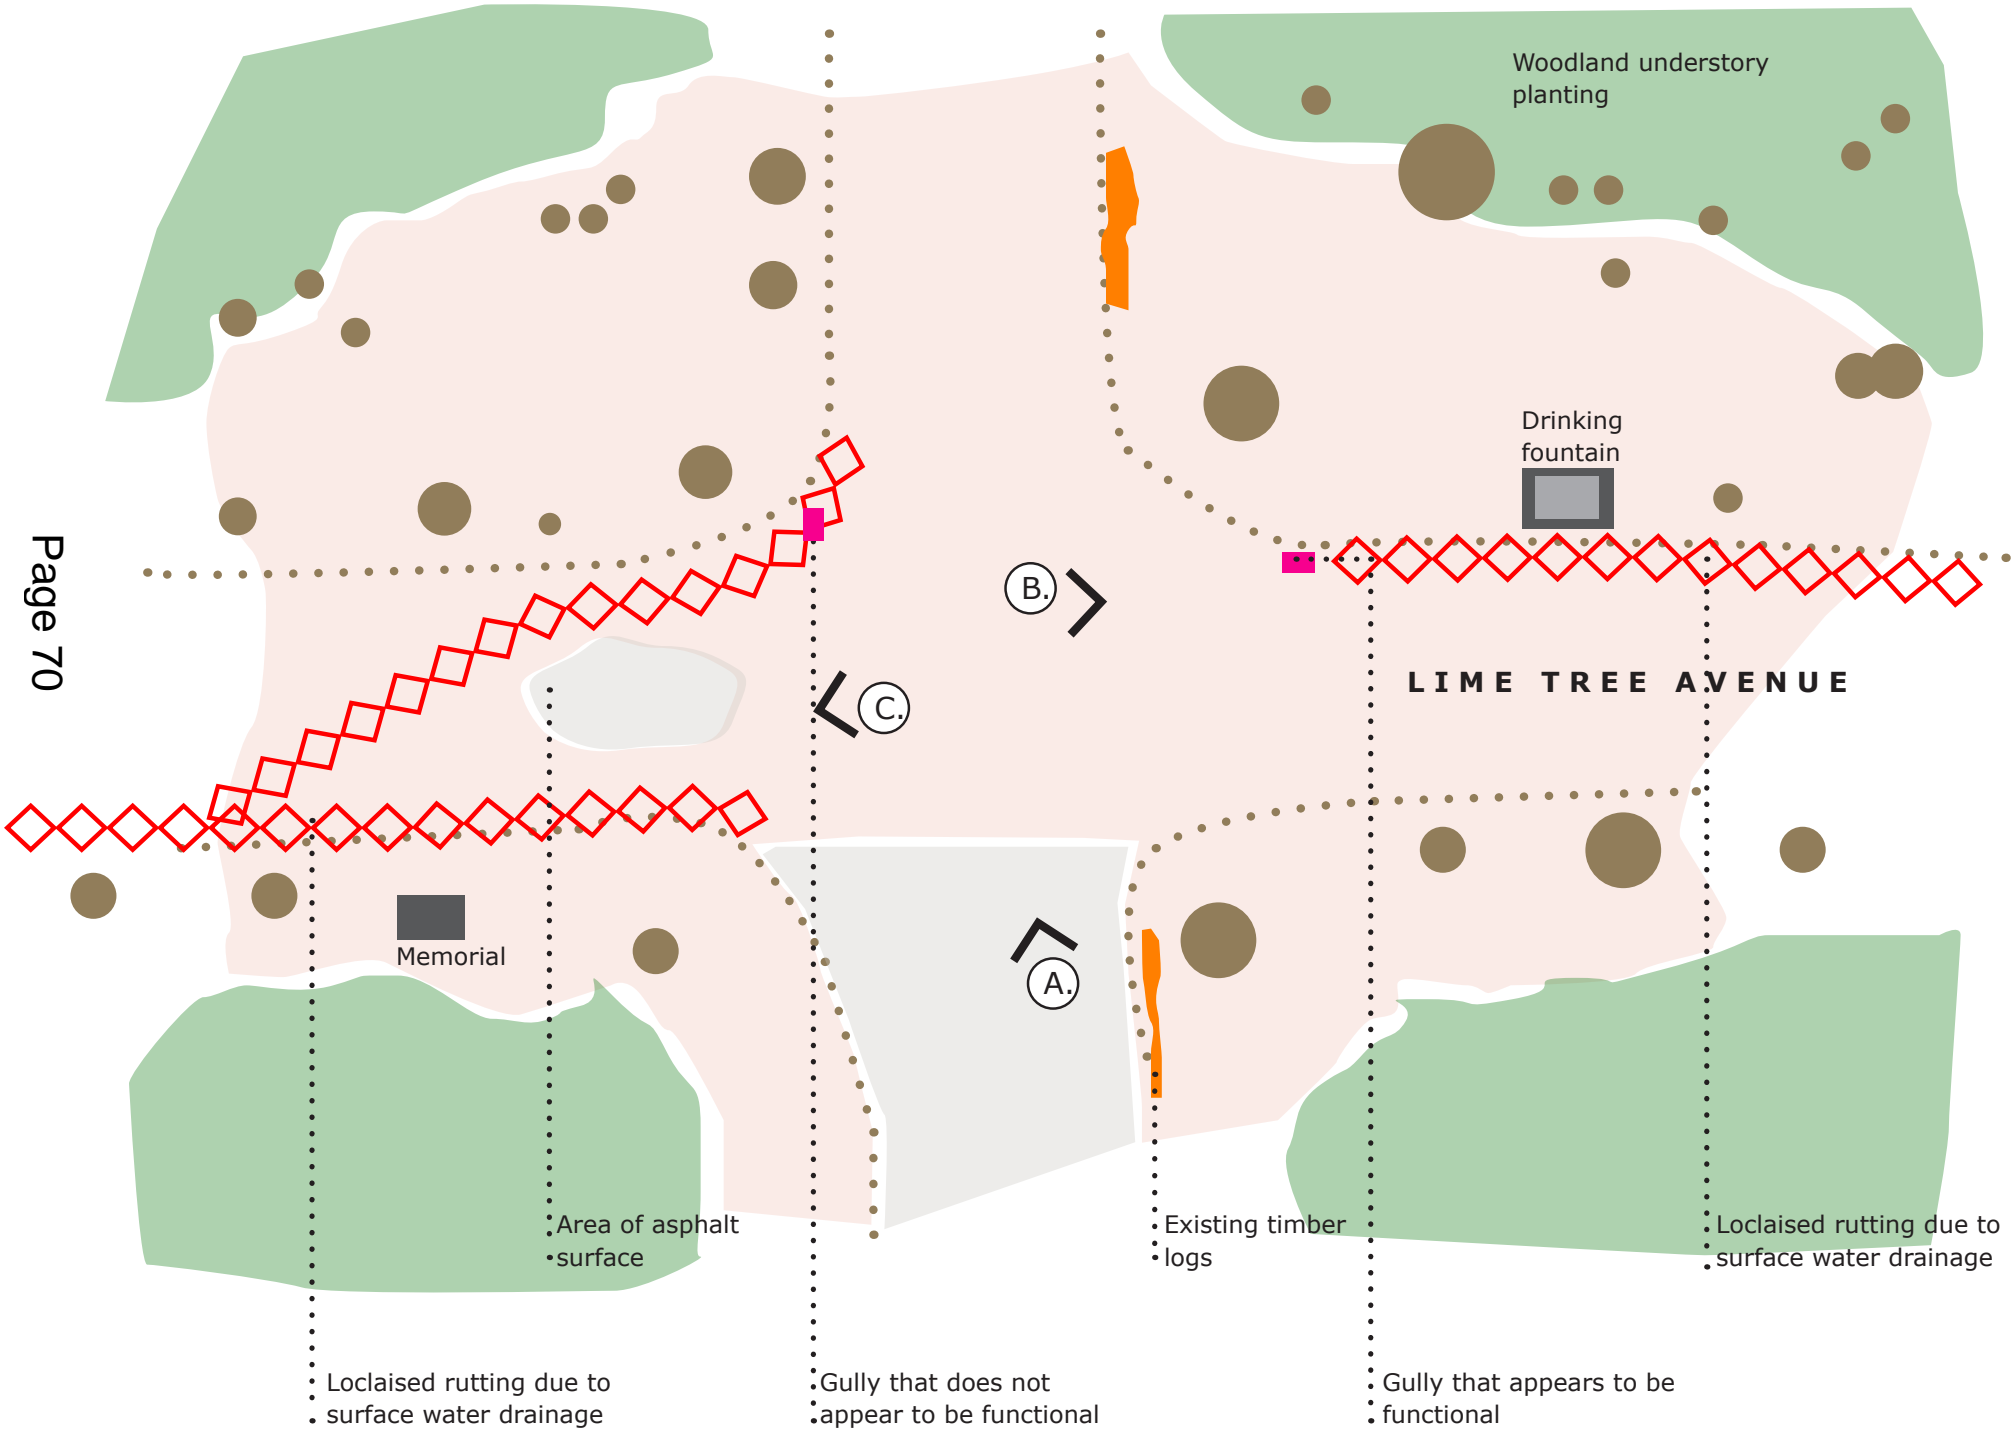 Woodland understory
planting
Drinking
fountain
Page 70
B.
C.
LIME TREE AVENUE
A.
Memorial
Area of asphalt
surface
Existing timber
logs
Loclaised rutting due to
surface water drainage
Loclaised rutting due to
surface water drainage
Gully that does not
appear to be functional
Gully that appears to be
functional